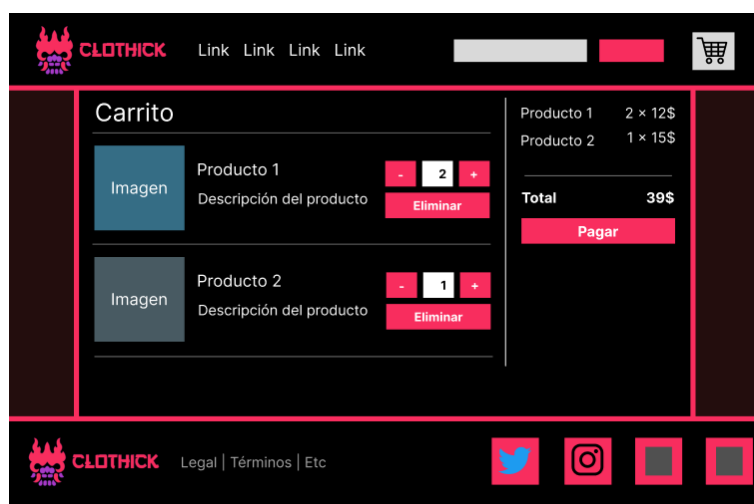 CLOTHICK Link Link Link Link
Carrito
Imagen
Producto 1
Descripción del producto
- 2 +
Eliminar
Imagen
Producto 2
Descripción del producto
- 1 +
Eliminar
Producto 1 2 × 12$
Producto 2 1 × 15$
Total 39$
Pagar
CLOTHICK Legal | Términos | Etc